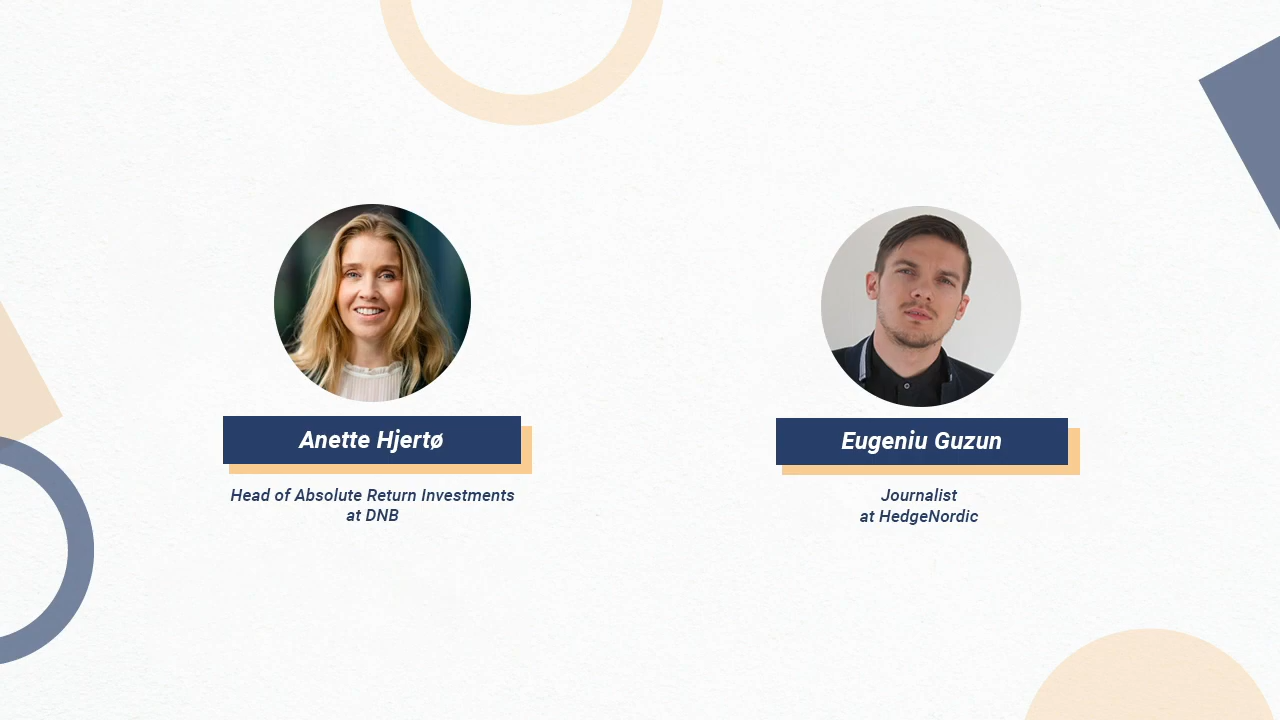 Anette Hjertø
Head of Absolute Return Investments
at DNB
Eugeniu Guzun
Journalist
at HedgeNordic